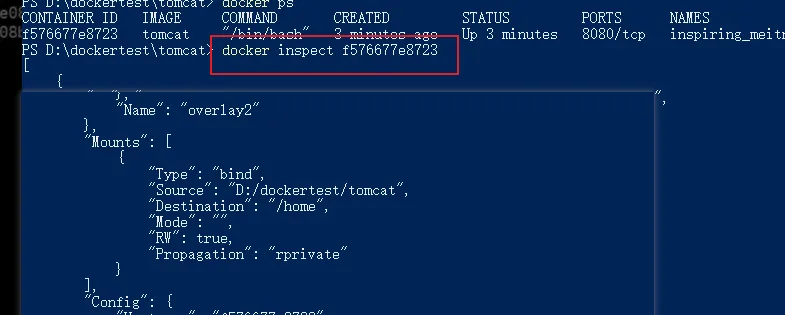 PS D:\dockertest\tomcat> docker ps
CONTAINER ID IMAGE COMMAND CREATED STATUS PORTS NAMES
f576677e8723 tomcat "/bin/bash" 3 minutes ago Up 3 minutes 8080/tcp inspiring_meitn
PS D:\dockertest\tomcat> docker inspect f576677e8723
[
{
"Name": "overlay2"
},
"Mounts": [
{
"Type": "bind",
"Source": "D:/dockertest/tomcat",
"Destination": "/home",
"Mode": "",
"RW": true,
"Propagation": "rprivate"
}
],
"Config": {